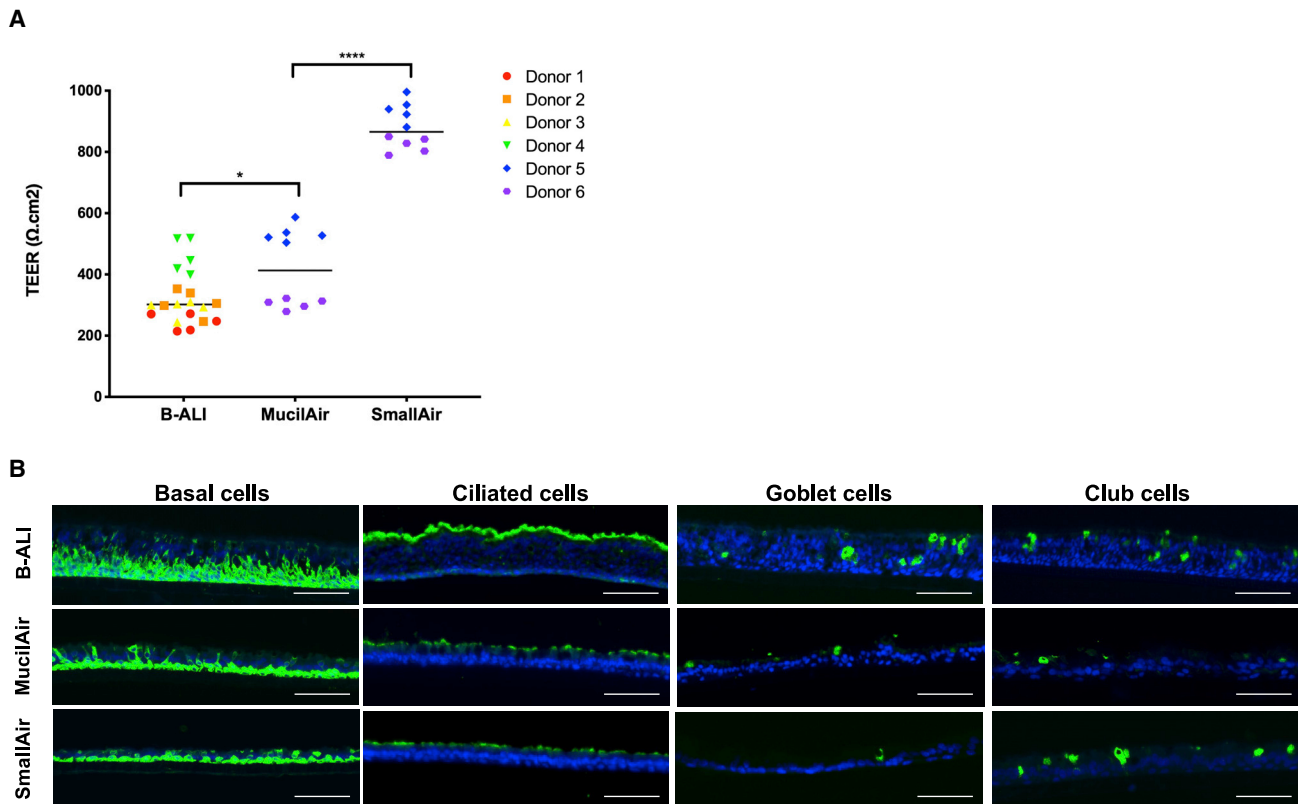 A
****
*
1000
800
600
400
200
0
TEER (Ω.cm2)
B-ALI MucilAir SmallAir
Donor 1
Donor 2
Donor 3
Donor 4
Donor 5
Donor 6
B
Basal cells Ciliated cells Goblet cells Club cells
B-ALI
MucilAir
SmallAir